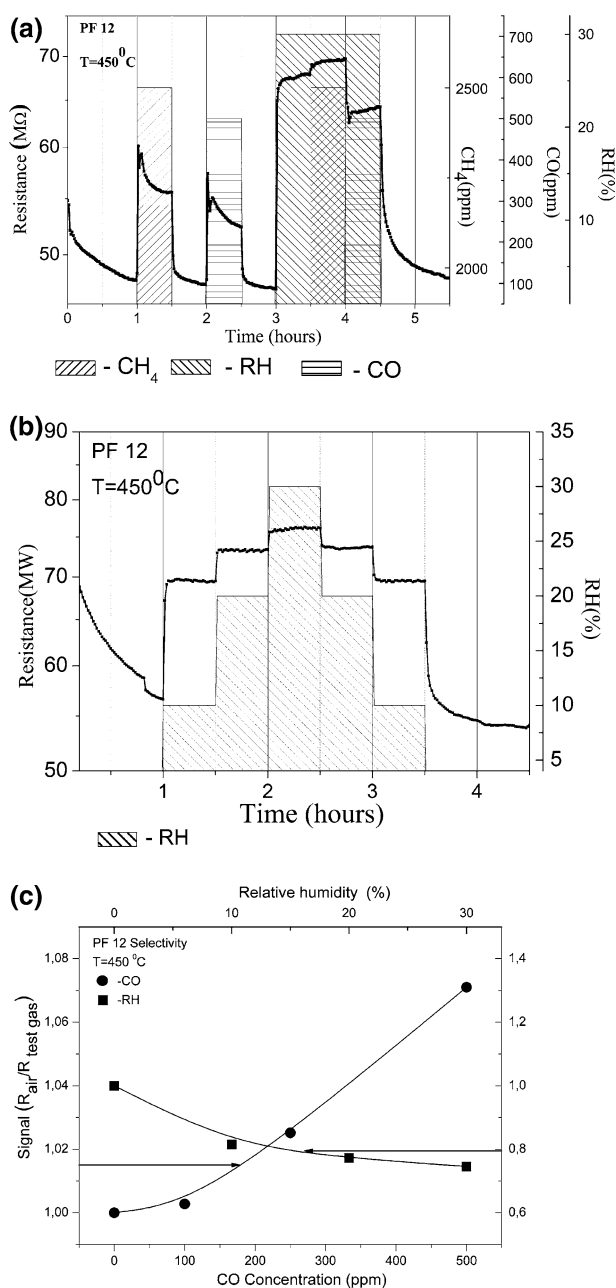 (a)
PF 12
T=450⁰C
70
60
50
Resistance (MΩ)
2500
2000
CH₄(ppm)
700
600
500
400
300
200
100
CO(ppm)
30
20
10
RH(%)
0 1 2 3 4 5
Time (hours)
- CH₄ - RH - CO
(b)
PF 12
T=450⁰C
90
80
70
60
50
Resistance(MW)
35
30
25
20
15
10
5
RH(%)
1 2 3 4
Time (hours)
- RH
(c)
Relative humidity (%)
0 10 20 30
PF 12 Selectivity
T=450 ⁰C
-CO
-RH
1,08
1,06
1,04
1,02
1,00
Signal (R air/R test gas)
1,4
1,2
1,0
0,8
0,6
0 100 200 300 400 500
CO Concentration (ppm)